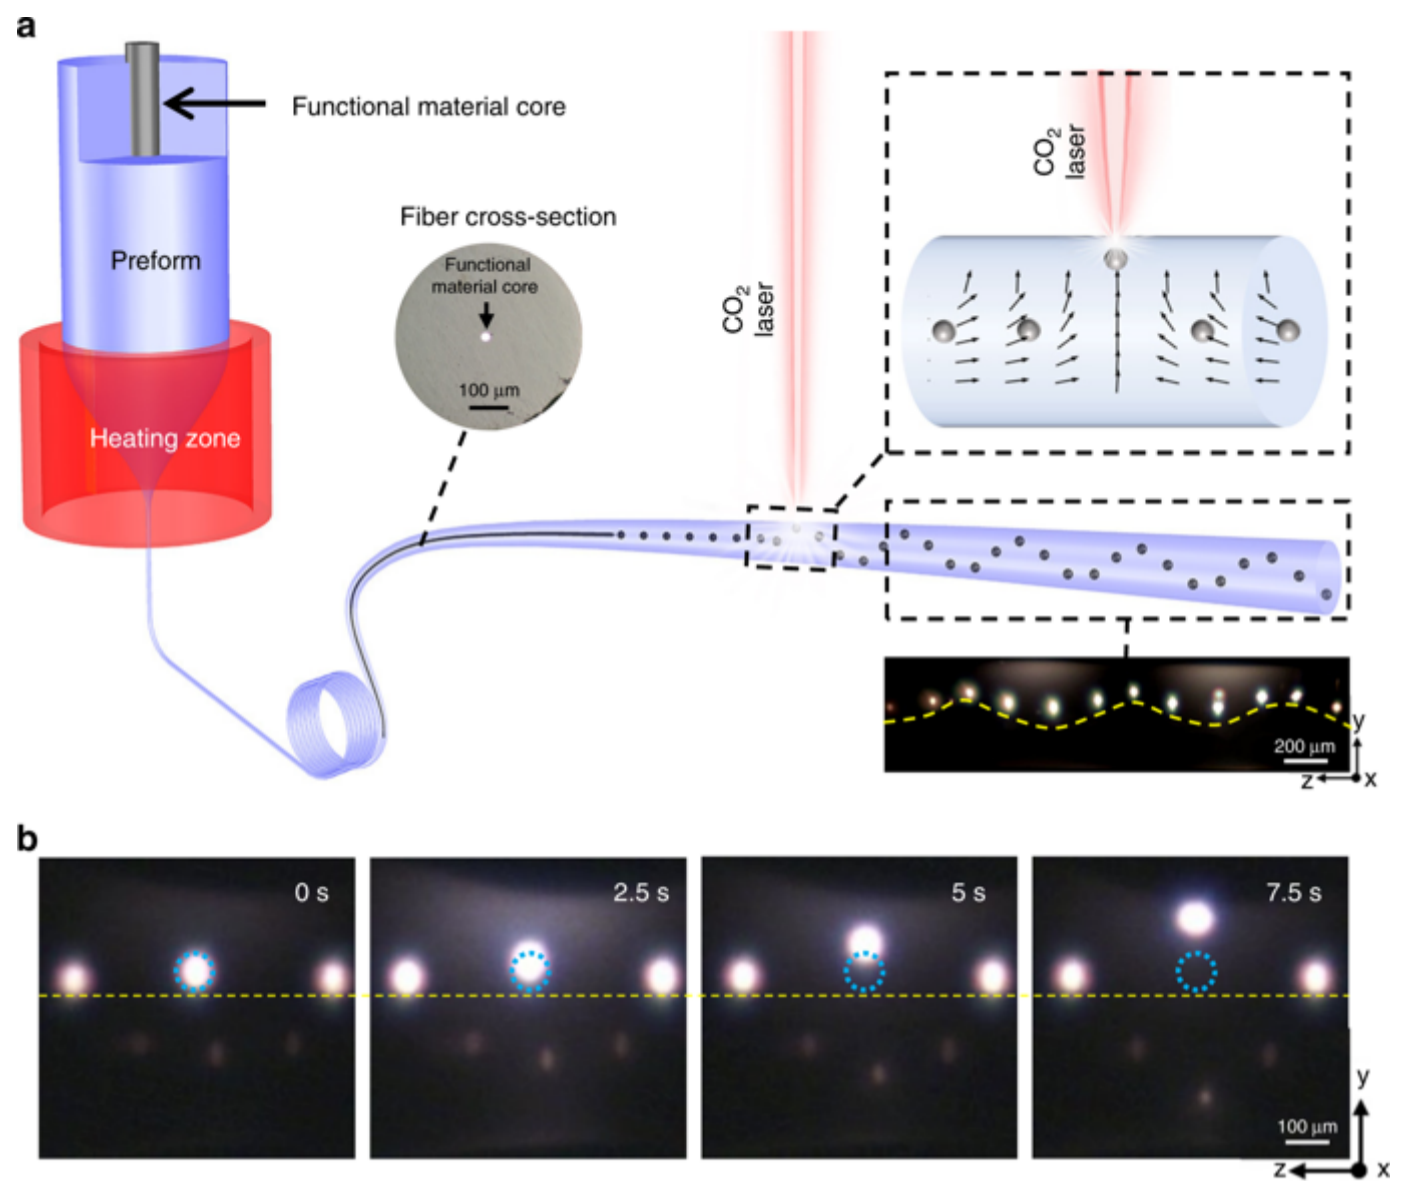 a
Functional material core
Preform
Heating zone
Fiber cross-section
Functional
material core
100 μm
CO2
laser
CO2
laser
200 μm
y
z
x
b
0 s
2.5 s
5 s
7.5 s
100 μm
y
z
x